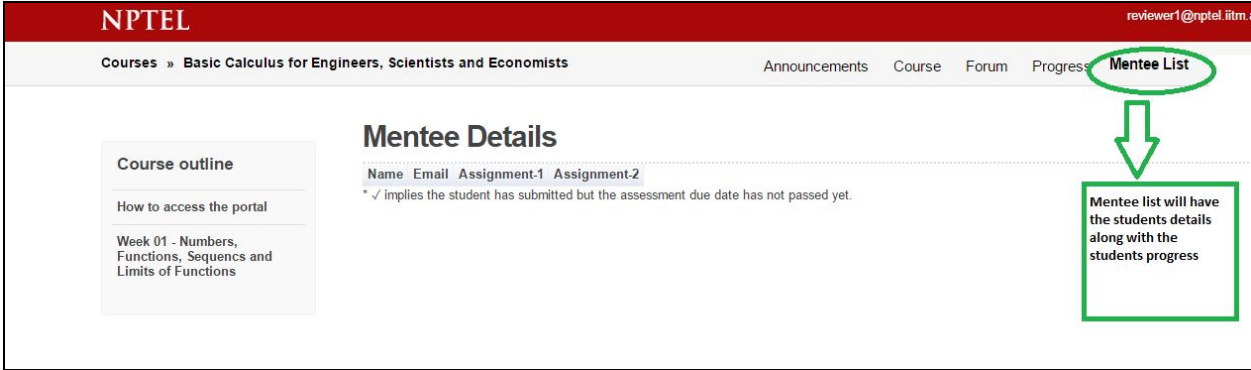 NPTEL
reviewer1@nptel.iitm.a
Courses » Basic Calculus for Engineers, Scientists and Economists
Announcements Course Forum Progress Mentee List
Mentee Details
Course outline
Name Email Assignment-1 Assignment-2
* √ implies the student has submitted but the assessment due date has not passed yet.
How to access the portal
Week 01 - Numbers,
Functions, Sequencs and
Limits of Functions
Mentee list will have
the students details
along with the
students progress